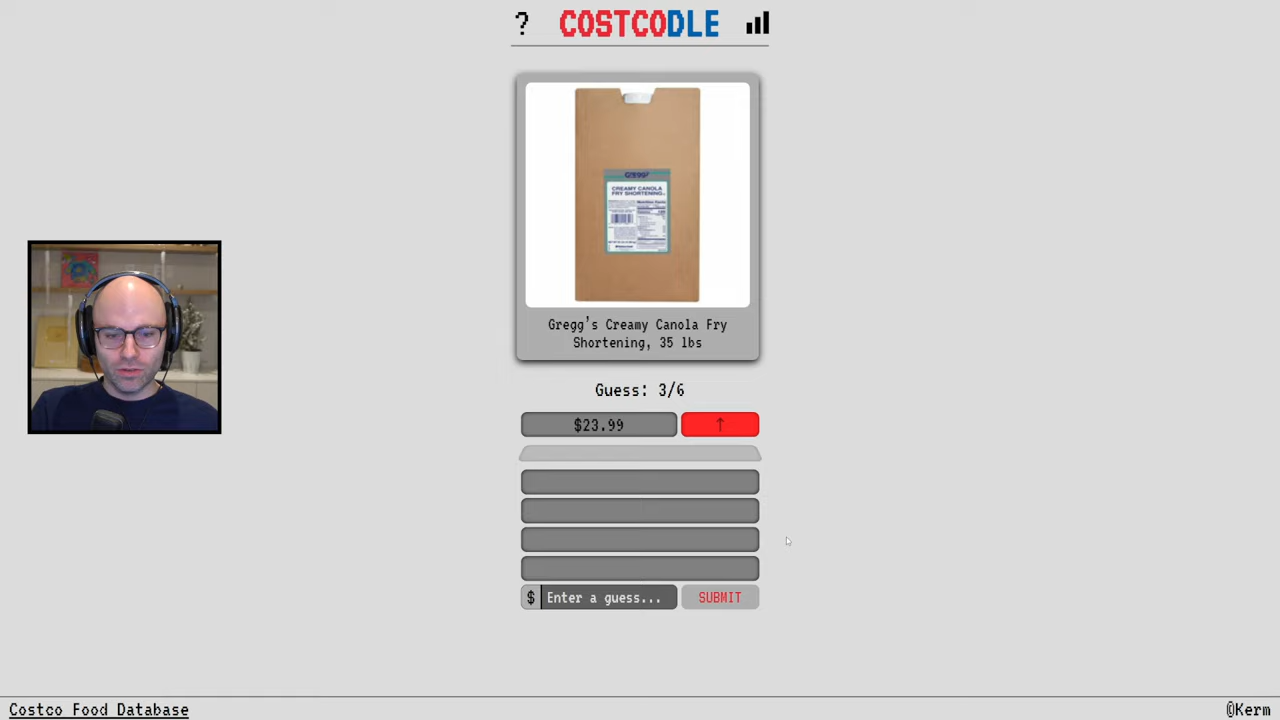 ?
COSTCODLE
GREGG'S
CREAMY CANOLA
FRY SHORTENING
Gregg's Creamy Canola Fry
Shortening, 35 lbs
Guess: 3/6
$23.99 ↑
$ Enter a guess... SUBMIT
Costco Food Database
@Kerm